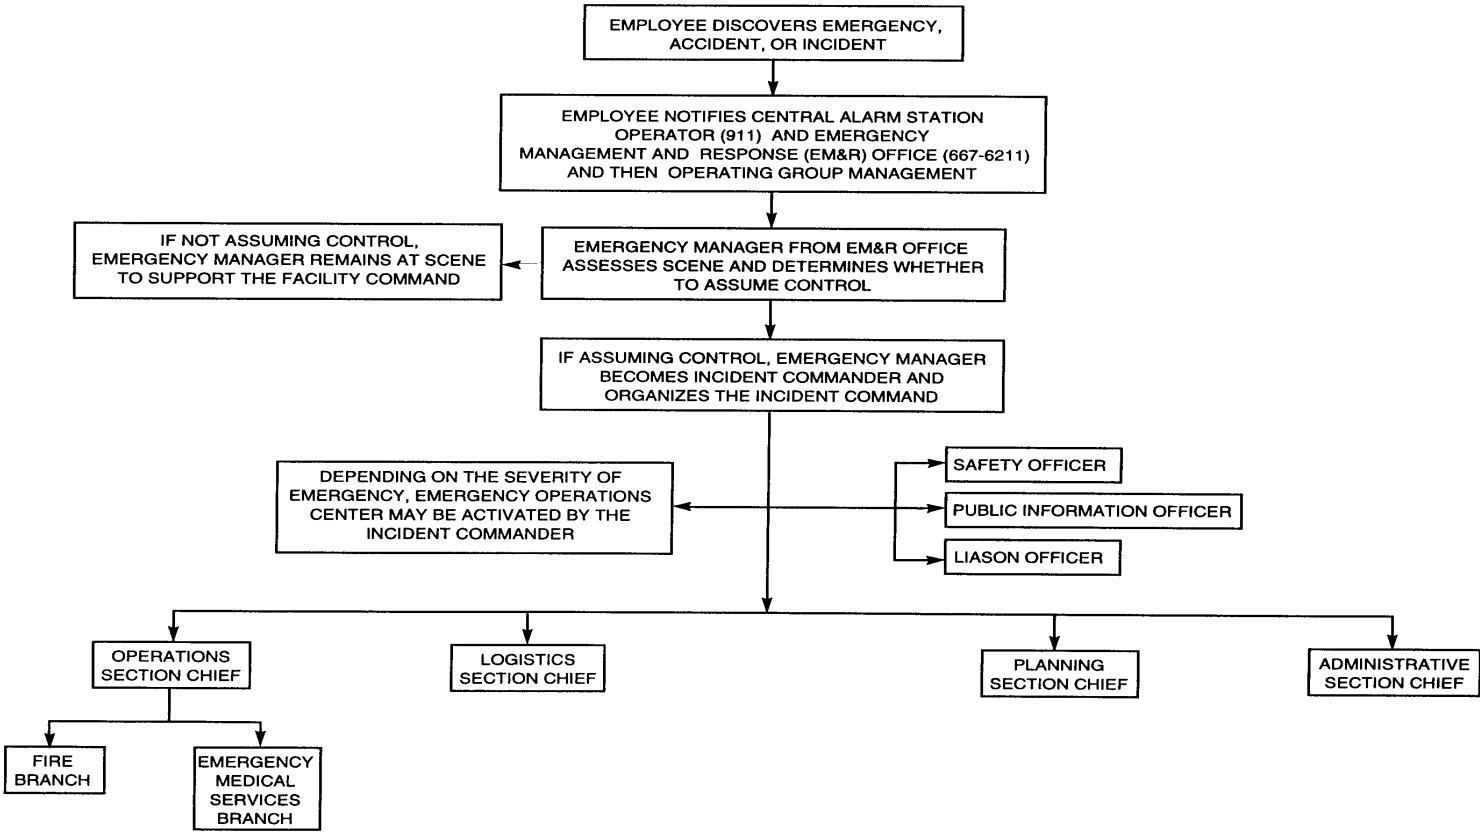 EMPLOYEE DISCOVERS EMERGENCY,
ACCIDENT, OR INCIDENT
EMPLOYEE NOTIFIES CENTRAL ALARM STATION
OPERATOR (911) AND EMERGENCY
MANAGEMENT AND RESPONSE (EM&R) OFFICE (667-6211)
AND THEN OPERATING GROUP MANAGEMENT
IF NOT ASSUMING CONTROL,
EMERGENCY MANAGER REMAINS AT SCENE
TO SUPPORT THE FACILITY COMMAND
EMERGENCY MANAGER FROM EM&R OFFICE
ASSESSES SCENE AND DETERMINES WHETHER
TO ASSUME CONTROL
IF ASSUMING CONTROL, EMERGENCY MANAGER
BECOMES INCIDENT COMMANDER AND
ORGANIZES THE INCIDENT COMMAND
DEPENDING ON THE SEVERITY OF
EMERGENCY, EMERGENCY OPERATIONS
CENTER MAY BE ACTIVATED BY THE
INCIDENT COMMANDER
SAFETY OFFICER
PUBLIC INFORMATION OFFICER
LIASON OFFICER
OPERATIONS
SECTION CHIEF
LOGISTICS
SECTION CHIEF
PLANNING
SECTION CHIEF
ADMINISTRATIVE
SECTION CHIEF
FIRE
BRANCH
EMERGENCY
MEDICAL
SERVICES
BRANCH